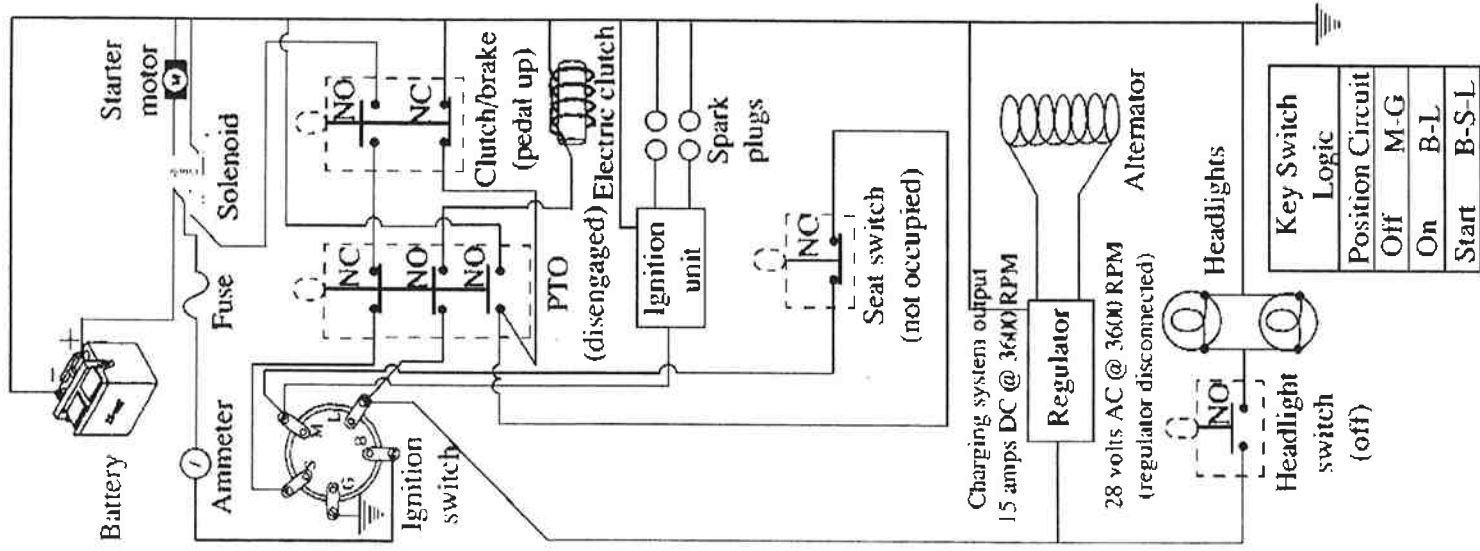 Battery
-
+
Ammeter
Fuse
Solenoid
Starter
motor
M
Ignition
switch
G
S
M
L
B
NC
NO
NO
PTO
(disengaged)
NO
NC
Clutch/brake
(pedal up)
Electric clutch
Ignition
unit
Spark
plugs
NC
Seat switch
(not occupied)
Charging system output
15 amps DC @ 3600 RPM
Regulator
28 volts AC @ 3600 RPM
(regulator disconnected)
Alternator
NO
Headlight
switch
(off)
Headlights
Key Switch
Logic
Position Circuit
Off M-G
On B-L
Start B-S-L